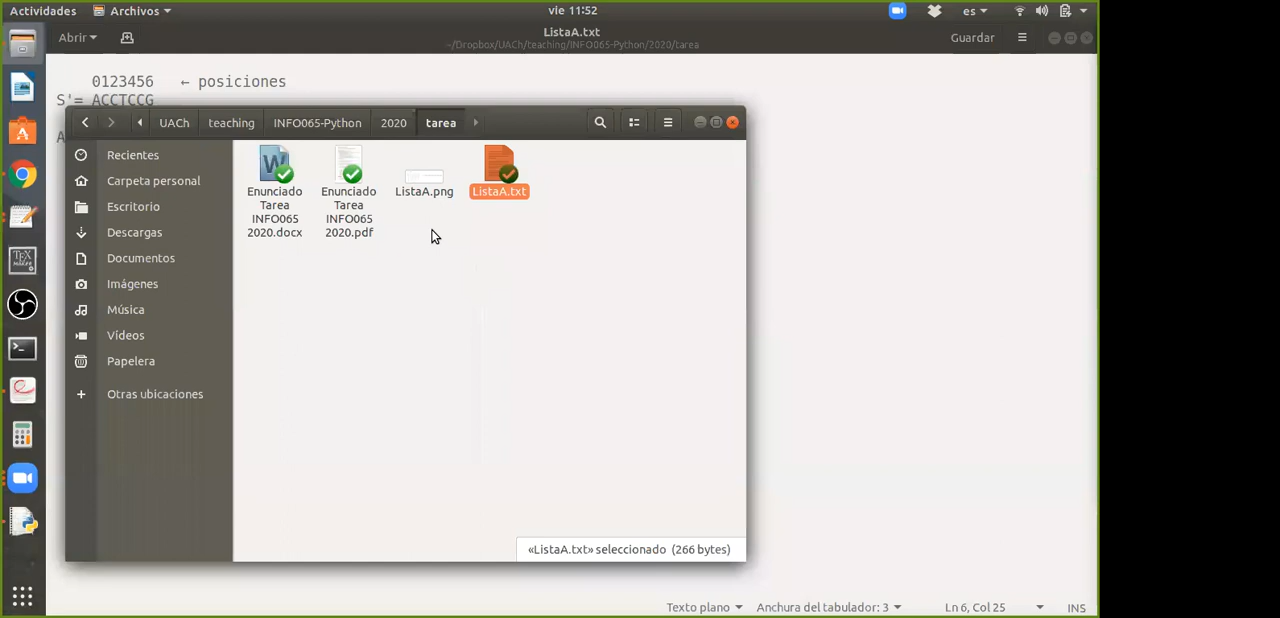 Actividades
Archivos
vie 11:52
es
Abrir
ListaA.txt
~/Dropbox/UACh/teaching/INFO065-Python/2020/tarea
Guardar
0123456 ← posiciones
S'= ACCTCCG
A
UACh
teaching
INFO065-Python
2020
tarea
Recientes
Carpeta personal
Escritorio
Descargas
Documentos
Imágenes
Música
Vídeos
Papelera
+ Otras ubicaciones
Enunciado
Tarea
INFO065
2020.docx
Enunciado
Tarea
INFO065
2020.pdf
ListaA.png
ListaA.txt
«ListaA.txt» seleccionado (266 bytes)
Texto plano
Anchura del tabulador: 3
Ln 6, Col 25
INS